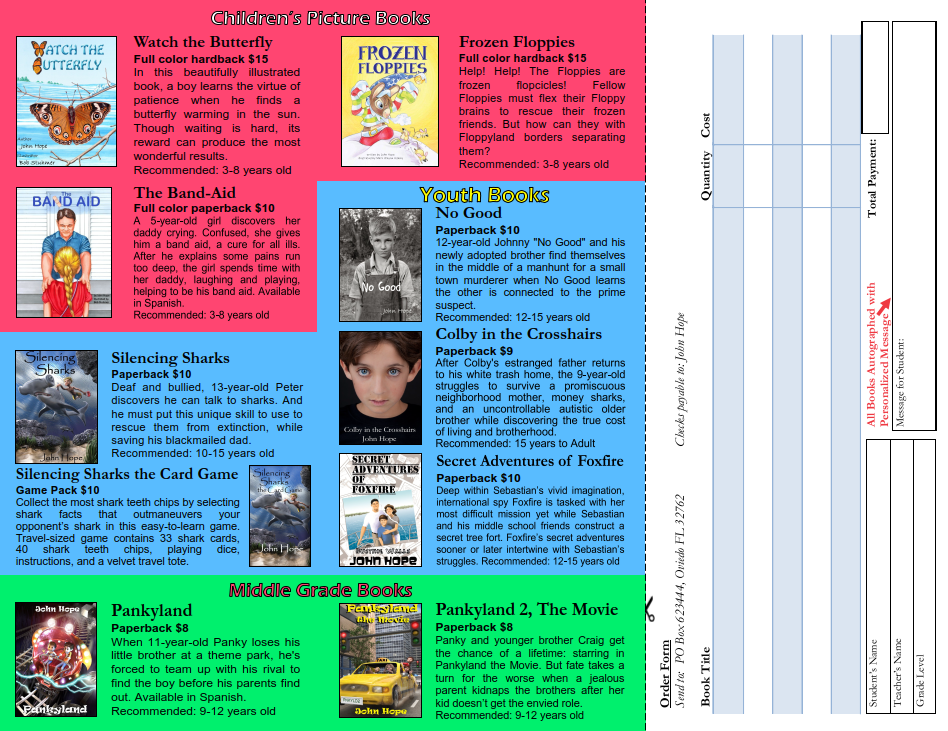 Children's Picture Books
WATCH THE
BUTTERFLY
Author
John Hope
Bob Stuhmer
Watch the Butterfly
Full color hardback $15
In this beautifully illustrated
book, a boy learns the virtue of
patience when he finds a
butterfly warming in the sun.
Though waiting is hard, its
reward can produce the most
wonderful results.
Recommended: 3-8 years old
FROZEN
FLOPPIES
Frozen Floppies
Full color hardback $15
Help! Help! The Floppies are
frozen flopcicles! Fellow
Floppies must flex their Floppy
brains to rescue their frozen
friends. But how can they with
Floppyland borders separating
them?
Recommended: 3-8 years old
The
BAND AID
The Band-Aid
Full color paperback $10
A 5-year-old girl discovers her
daddy crying. Confused, she gives
him a band aid, a cure for all ills.
After he explains some pains run
too deep, the girl spends time with
her daddy, laughing and playing,
helping to be his band aid. Available
in Spanish.
Recommended: 3-8 years old
Youth Books
No Good
John Hope
No Good
Paperback $10
12-year-old Johnny "No Good" and his
newly adopted brother find themselves
in the middle of a manhunt for a small
town murderer when No Good learns
the other is connected to the prime
suspect.
Recommended: 12-15 years old
Colby in the Crosshairs
John Hope
Colby in the Crosshairs
Paperback $9
After Colby's estranged father returns
to his white trash home, the 9-year-old
struggles to survive a promiscuous
neighborhood mother, money sharks,
and an uncontrollable autistic older
brother while discovering the true cost
of living and brotherhood.
Recommended: 15 years to Adult
Silencing
Sharks
John Hope
Silencing Sharks
Paperback $10
Deaf and bullied, 13-year-old Peter
discovers he can talk to sharks. And
he must put this unique skill to use to
rescue them from extinction, while
saving his blackmailed dad.
Recommended: 10-15 years old
Silencing Sharks the Card Game
Game Pack $10
Collect the most shark teeth chips by selecting
shark facts that outmaneuvers your
opponent's shark in this easy-to-learn game.
Travel-sized game contains 33 shark cards,
40 shark teeth chips, playing dice,
instructions, and a velvet travel tote.
Silencing
Sharks
the Card Game
John Hope
SECRET
ADVENTURES
OF
FOXFIRE
JOHN HOPE
Secret Adventures of Foxfire
Paperback $10
Deep within Sebastian's vivid imagination,
international spy Foxfire is tasked with her
most difficult mission yet while Sebastian
and his middle school friends construct a
secret tree fort. Foxfire's secret adventures
sooner or later intertwine with Sebastian's
struggles. Recommended: 12-15 years old
Middle Grade Books
John Hope
Pankyland
Pankyland
Paperback $8
When 11-year-old Panky loses his
little brother at a theme park, he's
forced to team up with his rival to
find the boy before his parents find
out. Available in Spanish.
Recommended: 9-12 years old
Pankyland
the Movie
John Hope
Pankyland 2, The Movie
Paperback $8
Panky and younger brother Craig get
the chance of a lifetime: starring in
Pankyland the Movie. But fate takes a
turn for the worse when a jealous
parent kidnaps the brothers after her
kid doesn't get the envied role.
Recommended: 9-12 years old
Order Form
Send to: PO Box 623444, Oviedo FL 32762 Checks payable to: John Hope
Book Title Quantity Cost
All Books Autographed with
Personalized Message
Total Payment:
Student's Name
Teacher's Name
Grade Level
Message for Student: